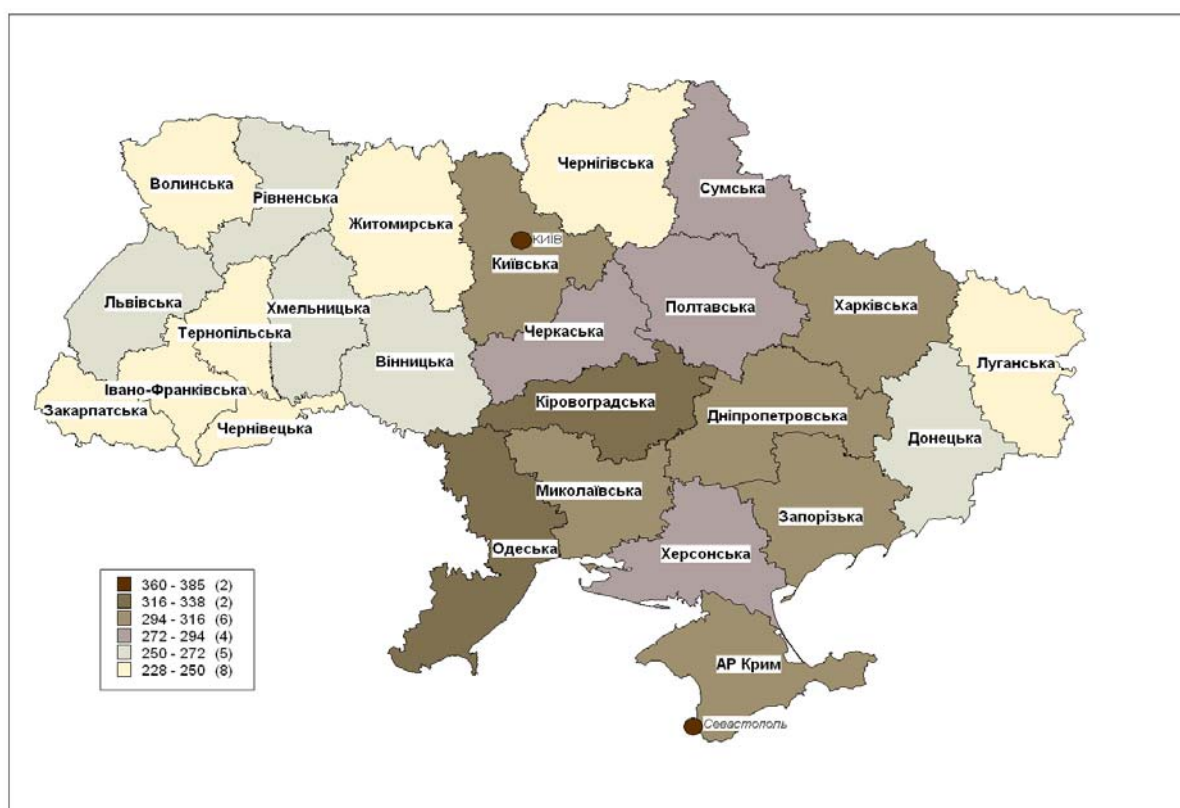 Чернігівська
Сумська
Волинська
Рівненська
Житомирська
КИЇВ
Київська
Львівська
Хмельницька
Тернопільська
Черкаська
Полтавська
Харківська
Вінницька
Луганська
Івано-Франківська
Закарпатська
Чернівецька
Кіровоградська
Дніпропетровська
Донецька
Миколаївська
Запорізька
Одеська
Херсонська
АР Крим
Севастополь
360 - 385 (2)
316 - 338 (2)
294 - 316 (6)
272 - 294 (4)
250 - 272 (5)
228 - 250 (8)